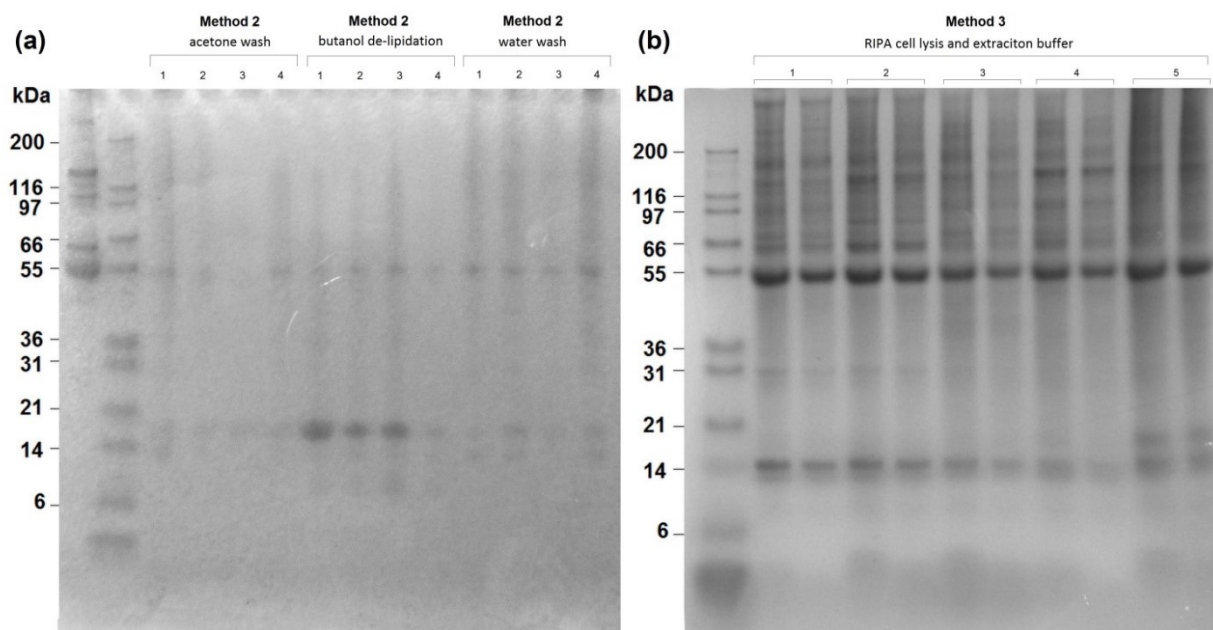 (a)
Method 2
acetone wash
Method 2
butanol de-lipidation
Method 2
water wash
1 2 3 4 1 2 3 4 1 2 3 4
kDa
200
116
97
66
55
36
31
21
14
6
(b)
Method 3
RIPA cell lysis and extraciton buffer
1 2 3 4 5
kDa
200
116
97
66
55
36
31
21
14
6